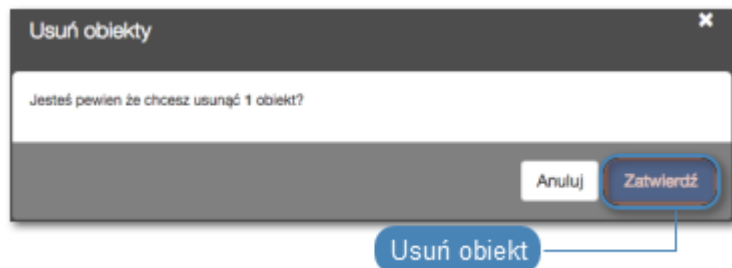 Usuń obiekty
Jesteś pewien że chcesz usunąć 1 obiekt?
Anuluj
Zatwierdź
Usuń obiekt